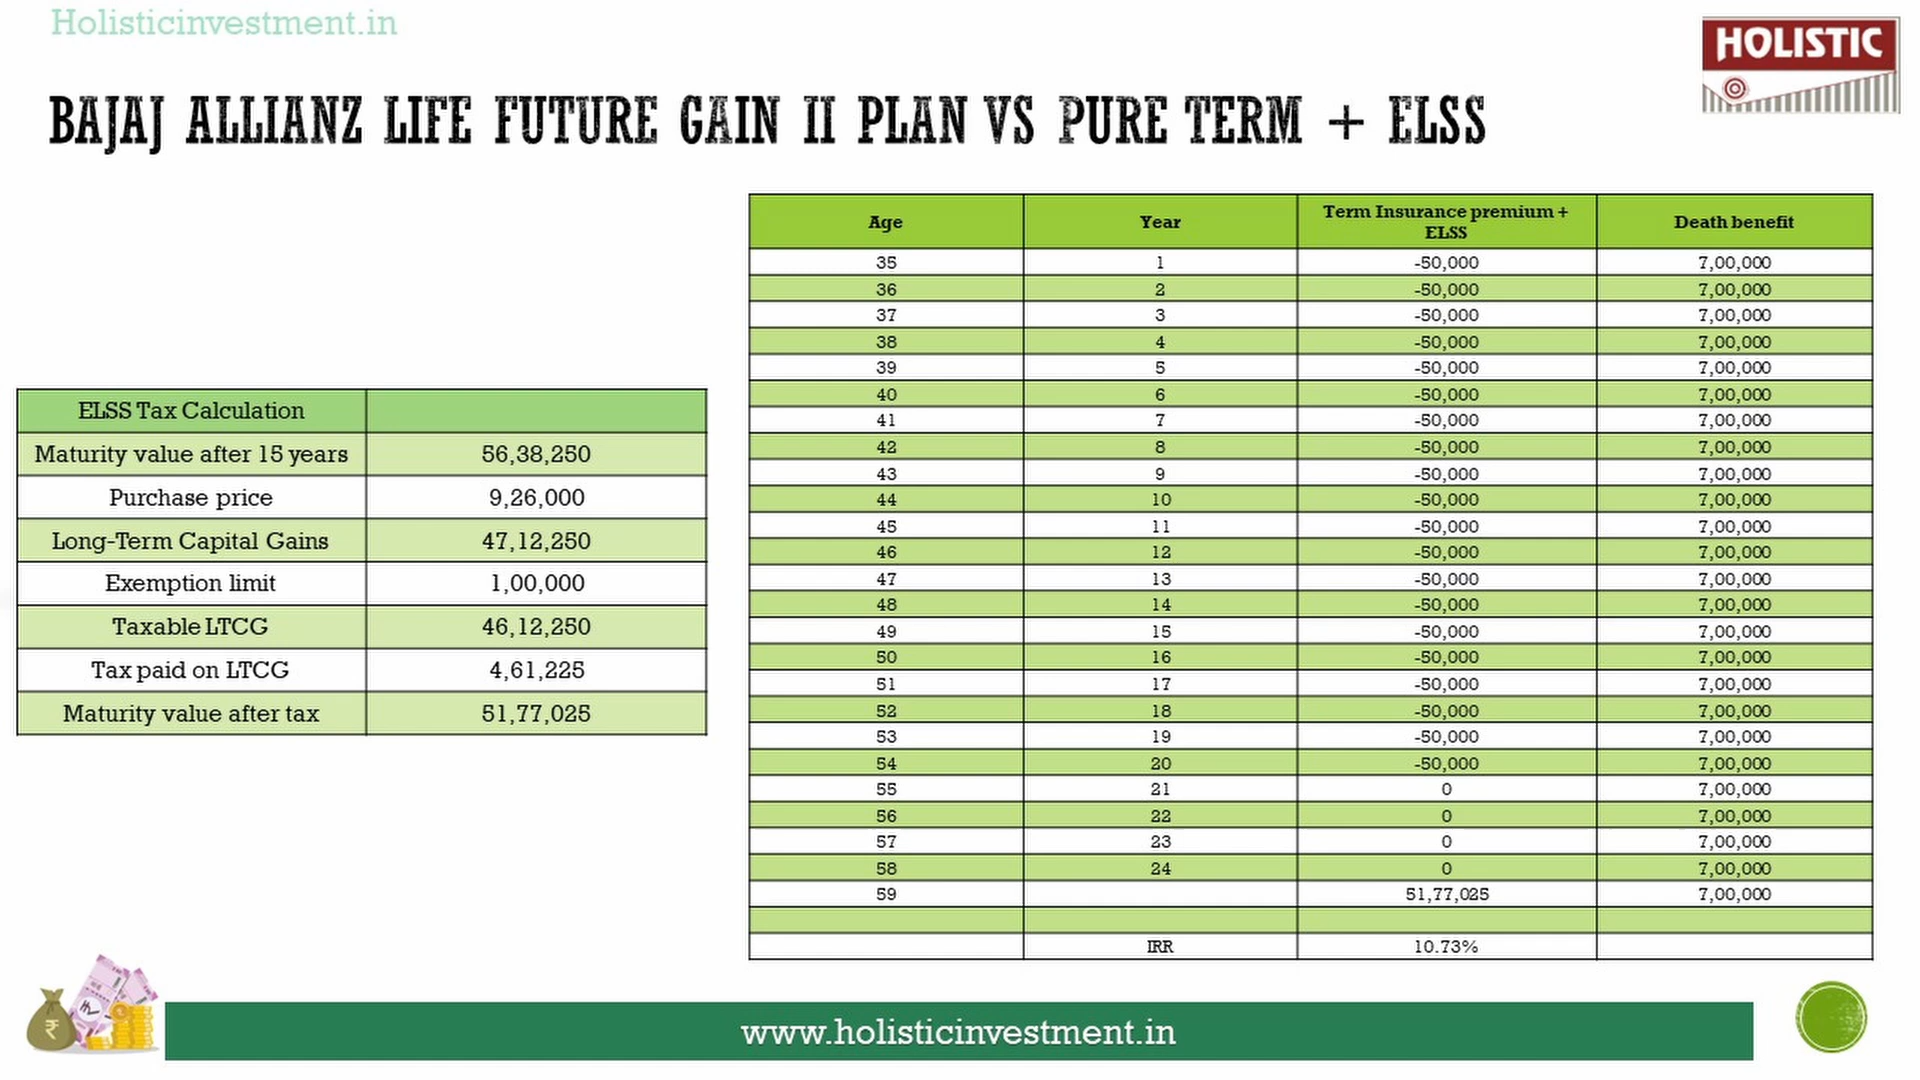 Holisticinvestment.in
HOLISTIC
BAJAJ ALLIANZ LIFE FUTURE GAIN II PLAN VS PURE TERM + ELSS
ELSS Tax Calculation
Maturity value after 15 years 56,38,250
Purchase price 9,26,000
Long-Term Capital Gains 47,12,250
Exemption limit 1,00,000
Taxable LTCG 46,12,250
Tax paid on LTCG 4,61,225
Maturity value after tax 51,77,025
Age Year Term Insurance premium + Death benefit
ELSS
35 1 -50,000 7,00,000
36 2 -50,000 7,00,000
37 3 -50,000 7,00,000
38 4 -50,000 7,00,000
39 5 -50,000 7,00,000
40 6 -50,000 7,00,000
41 7 -50,000 7,00,000
42 8 -50,000 7,00,000
43 9 -50,000 7,00,000
44 10 -50,000 7,00,000
45 11 -50,000 7,00,000
46 12 -50,000 7,00,000
47 13 -50,000 7,00,000
48 14 -50,000 7,00,000
49 15 -50,000 7,00,000
50 16 -50,000 7,00,000
51 17 -50,000 7,00,000
52 18 -50,000 7,00,000
53 19 -50,000 7,00,000
54 20 -50,000 7,00,000
55 21 0 7,00,000
56 22 0 7,00,000
57 23 0 7,00,000
58 24 0 7,00,000
59 51,77,025 7,00,000
IRR 10.73%
₹
www.holisticinvestment.in